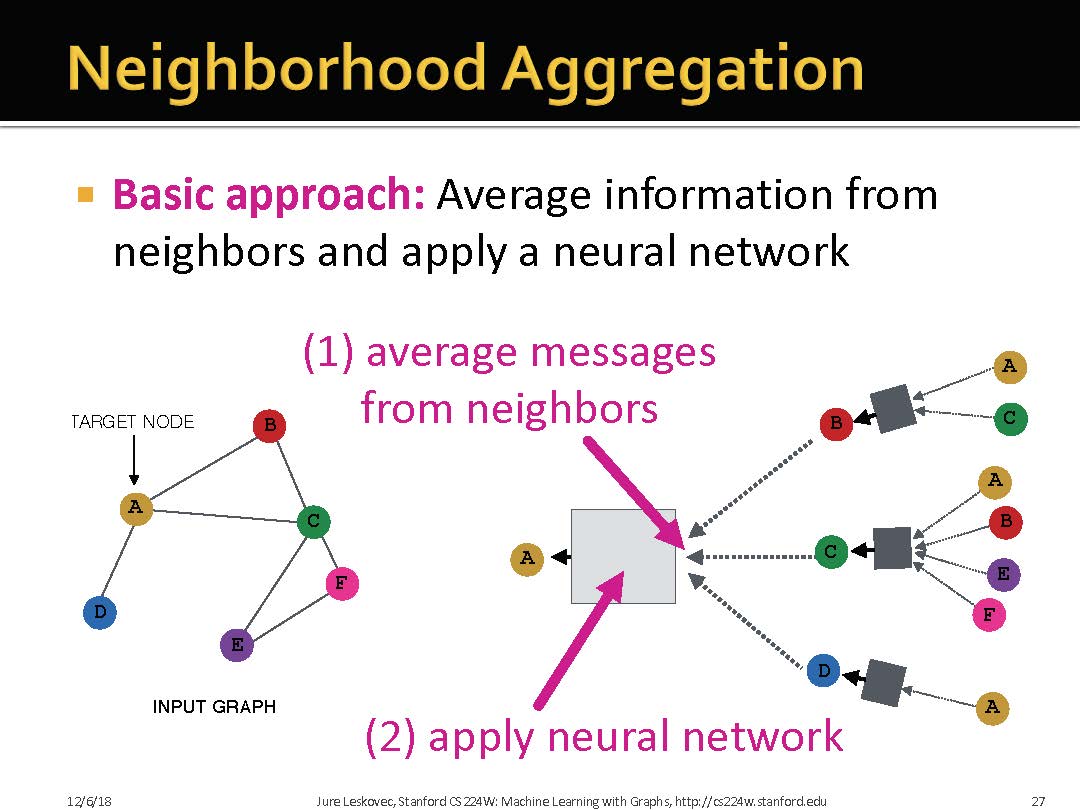 Neighborhood Aggregation
Basic approach: Average information from
neighbors and apply a neural network
(1) average messages
from neighbors
TARGET NODE
B
A
C
F
D
E
INPUT GRAPH
A
B
C
D
A
C
A
B
E
F
A
(2) apply neural network
12/6/18
Jure Leskovec, Stanford CS224W: Machine Learning with Graphs, http://cs224w.stanford.edu
27